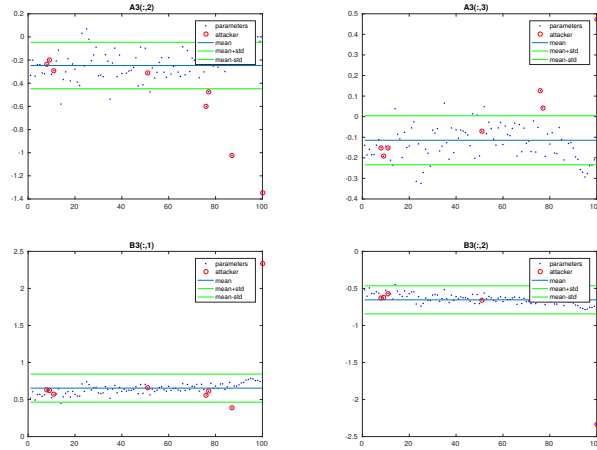 A3(:,2)
0.2
0
-0.2
-0.4
-0.6
-0.8
-1
-1.2
-1.4
0 20 40 60 80 100
parameters
attacker
mean
mean+std
mean-std
A3(:,3)
0.5
0.4
0.3
0.2
0.1
0
-0.1
-0.2
-0.3
-0.4
0 20 40 60 80 100
parameters
attacker
mean
mean+std
mean-std
B3(:,1)
2.5
2
1.5
1
0.5
0
0 20 40 60 80 100
parameters
attacker
mean
mean+std
mean-std
B3(:,2)
0
-0.5
-1
-1.5
-2
-2.5
0 20 40 60 80 100
parameters
attacker
mean
mean+std
mean-std